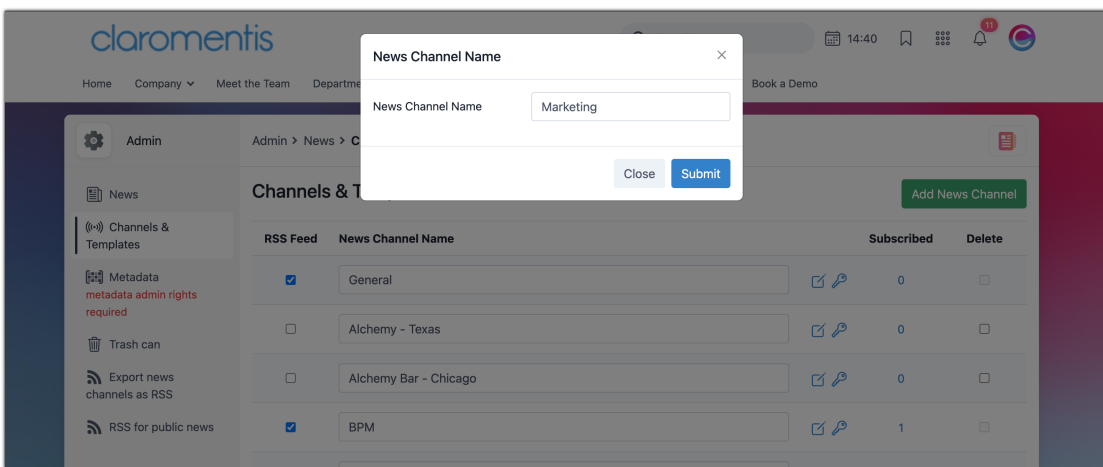 claromentis
14:40
11
Home Company Meet the Team Departme Book a Demo
News Channel Name
News Channel Name Marketing
Close Submit
Admin
Admin > News > C
News
Channels &
Templates
Metadata
metadata admin rights
required
Trash can
Export news
channels as RSS
RSS for public news
Channels & T
Add News Channel
RSS Feed News Channel Name Subscribed Delete
General 0
Alchemy - Texas 0
Alchemy Bar - Chicago 0
BPM 1